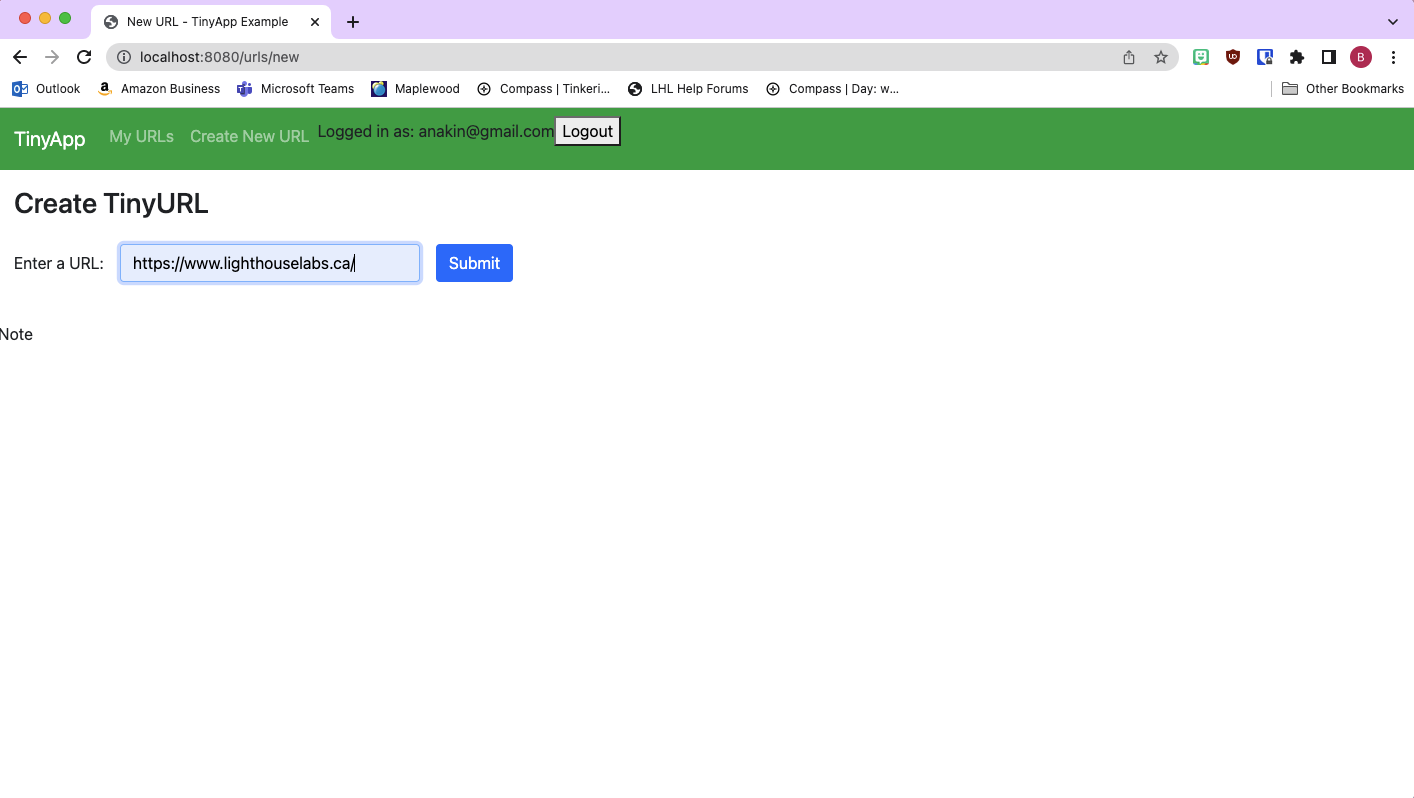 New URL - TinyApp Example
localhost:8080/urls/new
B
Outlook Amazon Business Microsoft Teams Maplewood Compass | Tinkeri... LHL Help Forums Compass | Day: w... Other Bookmarks
TinyApp My URLs Create New URL Logged in as: anakin@gmail.com Logout
Create TinyURL
Enter a URL: https://www.lighthouselabs.ca/ Submit
Note